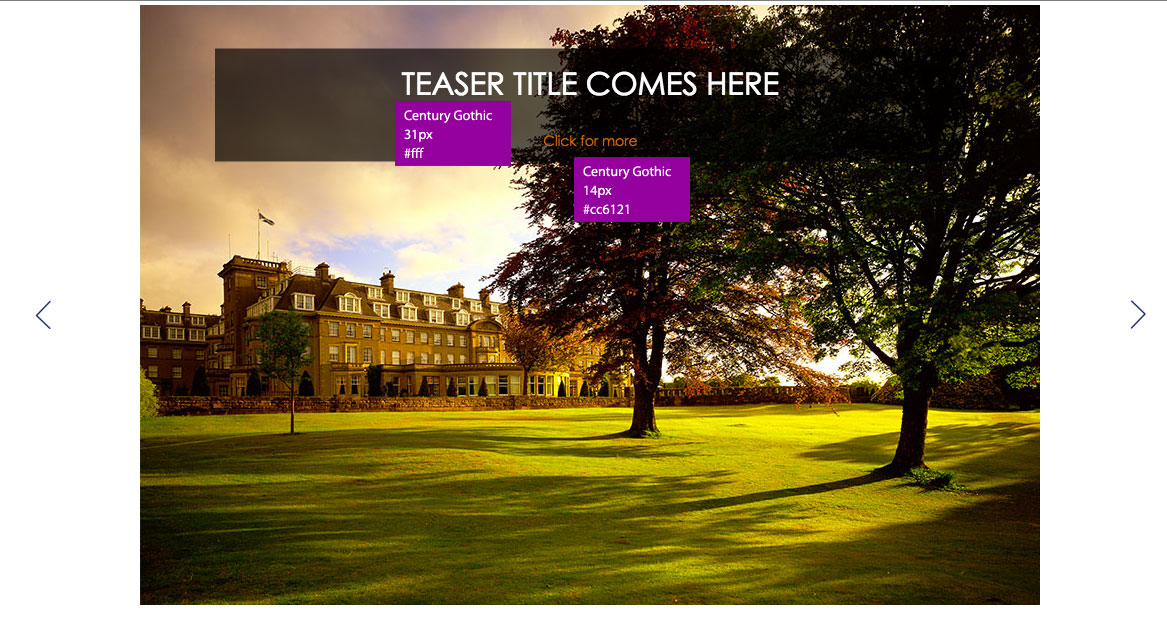 TEASER TITLE COMES HERE
Century Gothic
31px
#fff
Click for more
Century Gothic
14px
#cc6121